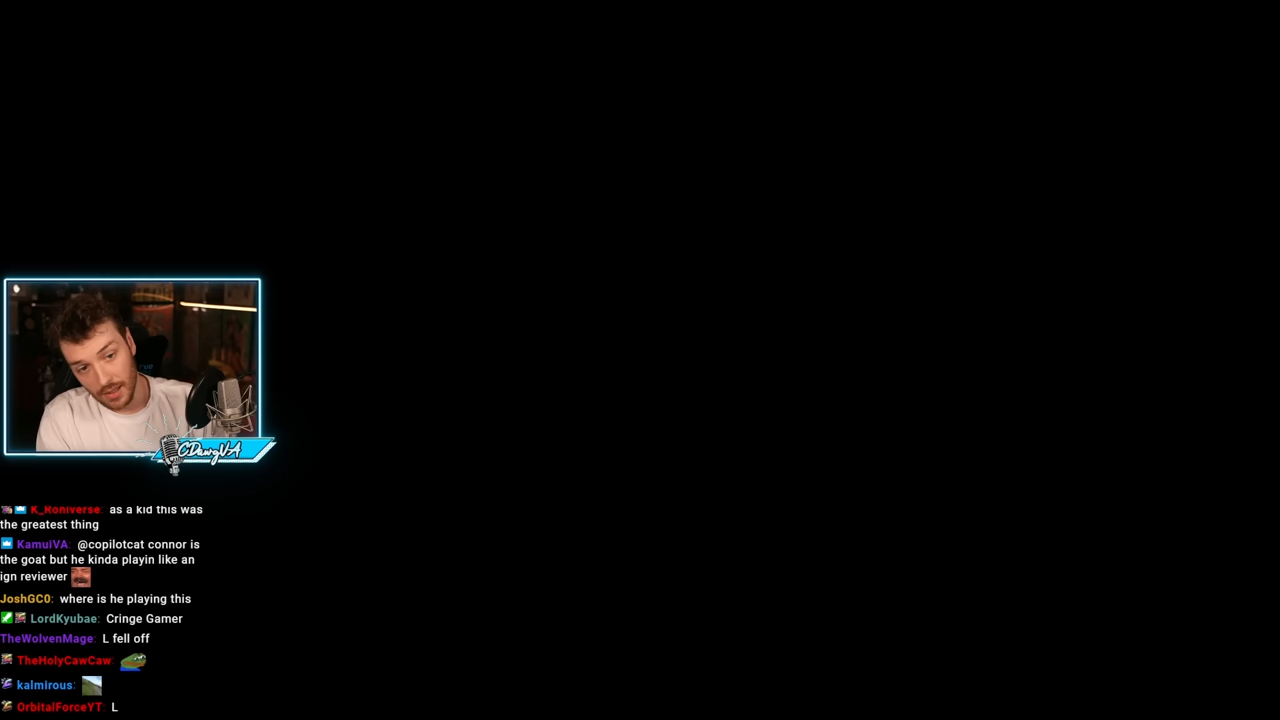 CDawgVA
K_Roniverse: as a kid this was
the greatest thing
KamuiVA: @copilotcat connor is
the goat but he kinda playin like an
ign reviewer
JoshGC0: where is he playing this
LordKyubae: Cringe Gamer
TheWolvenMage: L fell off
TheHolyCawCaw:
kalmirous:
OrbitalForceYT: L